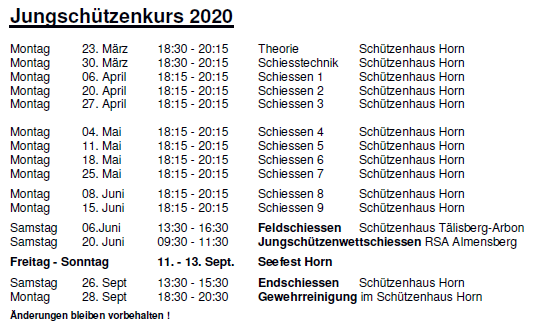 Jungschützenkurs 2020
Montag 23. März 18:30 - 20:15 Theorie Schützenhaus Horn
Montag 30. März 18:30 - 20:15 Schiesstechnik Schützenhaus Horn
Montag 06. April 18:15 - 20:15 Schiessen 1 Schützenhaus Horn
Montag 20. April 18:15 - 20:15 Schiessen 2 Schützenhaus Horn
Montag 27. April 18:15 - 20:15 Schiessen 3 Schützenhaus Horn
Montag 04. Mai 18:15 - 20:15 Schiessen 4 Schützenhaus Horn
Montag 11. Mai 18:15 - 20:15 Schiessen 5 Schützenhaus Horn
Montag 18. Mai 18:15 - 20:15 Schiessen 6 Schützenhaus Horn
Montag 25. Mai 18:15 - 20:15 Schiessen 7 Schützenhaus Horn
Montag 08. Juni 18:15 - 20:15 Schiessen 8 Schützenhaus Horn
Montag 15. Juni 18:15 - 20:15 Schiessen 9 Schützenhaus Horn
Samstag 06.Juni 13:30 - 16:30 Feldschiessen Schützenhaus Tälisberg-Arbon
Samstag 20. Juni 09:30 - 11:30 Jungschützenwettschiessen RSA Almensberg
Freitag - Sonntag 11. - 13. Sept. Seefest Horn
Samstag 26. Sept 13:30 - 15:30 Endschiessen Schützenhaus Horn
Montag 28. Sept 18:30 - 20:30 Gewehrreinigung im Schützenhaus Horn
Änderungen bleiben vorbehalten !